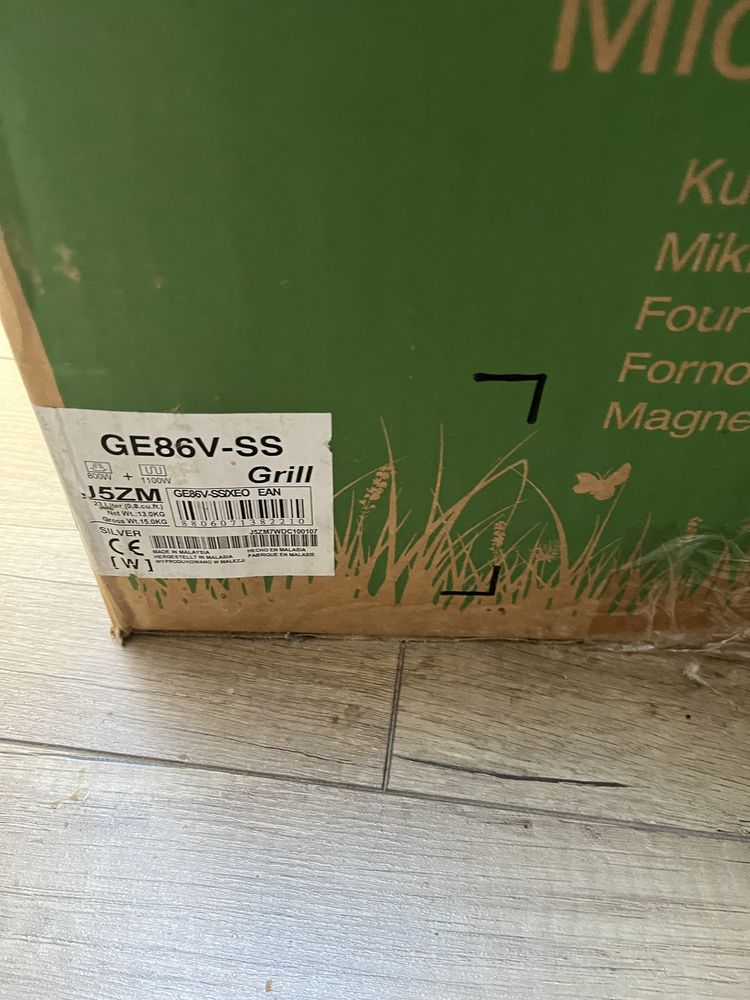 Mic
Ku
Mik
Four
Forno
Magne
GE86V-SS
800W + 1100W
Grill
J5ZM
GE86V-SS/XEO EAN
23 Liter (0,8.cu.ft.)
Net Wt.:13.0KG
Gross Wt:15.0KG
8806071382210
SILVER
J5ZM7WDC100107
CE
[W]
MADE IN MALAYSIA
HECHO EN MALASIA
HERGESTELLT IN MALASIA
FABRIQUE EN MALASIE
WYPRODUKOWANO W MALEZJI